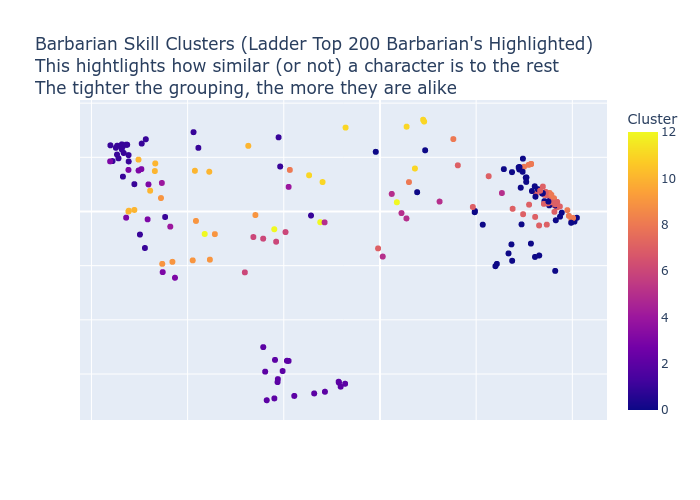 Barbarian Skill Clusters (Ladder Top 200 Barbarian's Highlighted)
This hightlights how similar (or not) a character is to the rest
The tighter the grouping, the more they are alike
Cluster
12
10
8
6
4
2
0